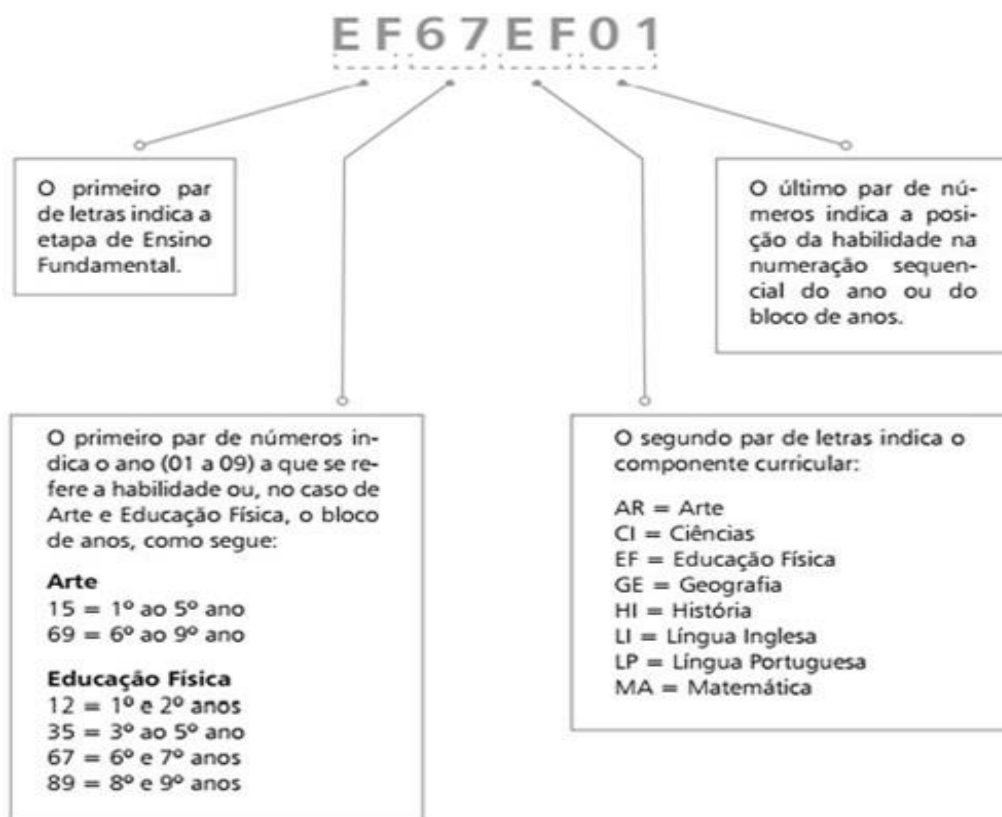 EF67EF01
O primeiro par
de letras indica a
etapa de Ensino
Fundamental.
O último par de nú-
meros indica a posi-
ção da habilidade na
numeração sequen-
cial do ano ou do
bloco de anos.
O primeiro par de números in-
dica o ano (01 a 09) a que se re-
fere a habilidade ou, no caso de
Arte e Educação Física, o bloco
de anos, como segue:
Arte
15 = 1º ao 5º ano
69 = 6º ao 9º ano
Educação Física
12 = 1º e 2º anos
35 = 3º ao 5º ano
67 = 6º e 7º anos
89 = 8º e 9º anos
O segundo par de letras indica o
componente curricular:
AR = Arte
CI = Ciências
EF = Educação Física
GE = Geografia
HI = História
LI = Língua Inglesa
LP = Língua Portuguesa
MA = Matemática